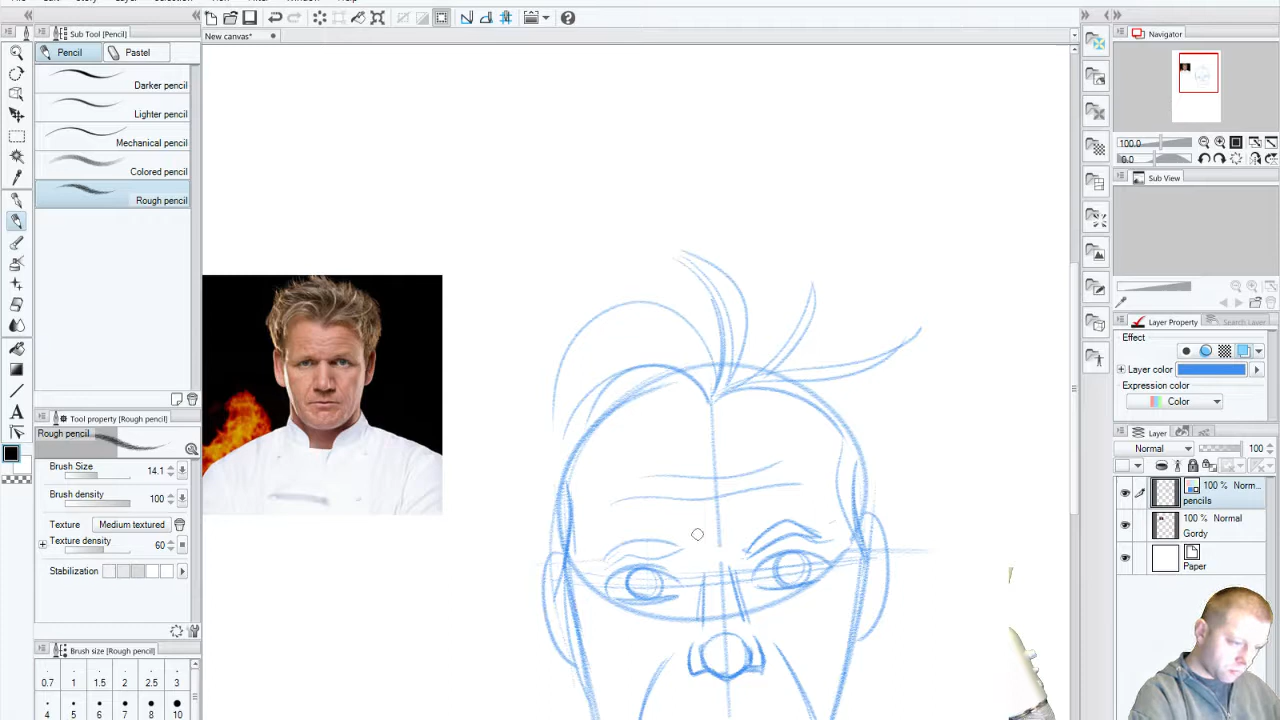 Sub Tool [Pencil]
Navigator
New canvas*
Pencil
Pastel
Darker pencil
Lighter pencil
Mechanical pencil
Colored pencil
Rough pencil
100.0
0.0
Sub View
Layer Property
Search Layer
Effect
Layer color
Expression color
Color
Tool property [Rough pencil]
Rough pencil
Brush Size 14.1
Brush density 100
Texture Medium textured
Texture density 60
Stabilization
Layer
Normal 100
100 % Norm...
pencils
100 % Normal
Gordy
Paper
Brush size [Rough pencil]
0.7 1 1.5 2 2.5 3
4 5 6 7 8 10